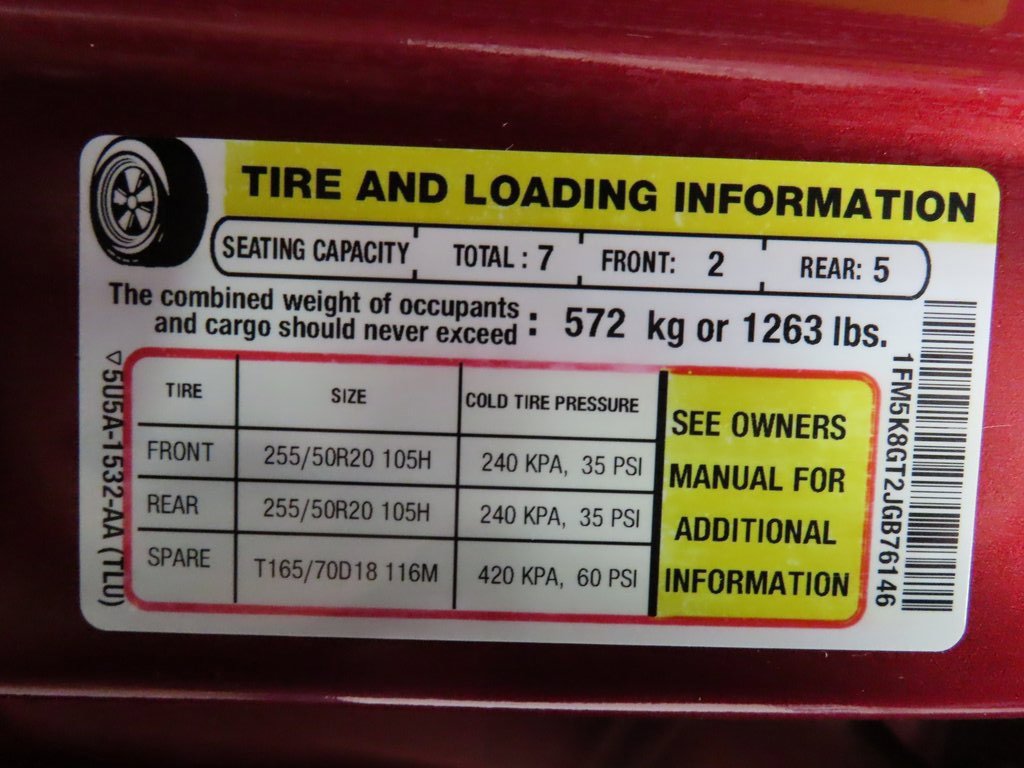 TIRE AND LOADING INFORMATION
SEATING CAPACITY TOTAL : 7 FRONT: 2 REAR: 5
The combined weight of occupants
and cargo should never exceed : 572 kg or 1263 lbs.
TIRE SIZE COLD TIRE PRESSURE
FRONT 255/50R20 105H 240 KPA, 35 PSI
REAR 255/50R20 105H 240 KPA, 35 PSI
SPARE T165/70D18 116M 420 KPA, 60 PSI
SEE OWNERS
MANUAL FOR
ADDITIONAL
INFORMATION
5U5A-1532-AA (TLU)
1FM5K8GT2JGB76146